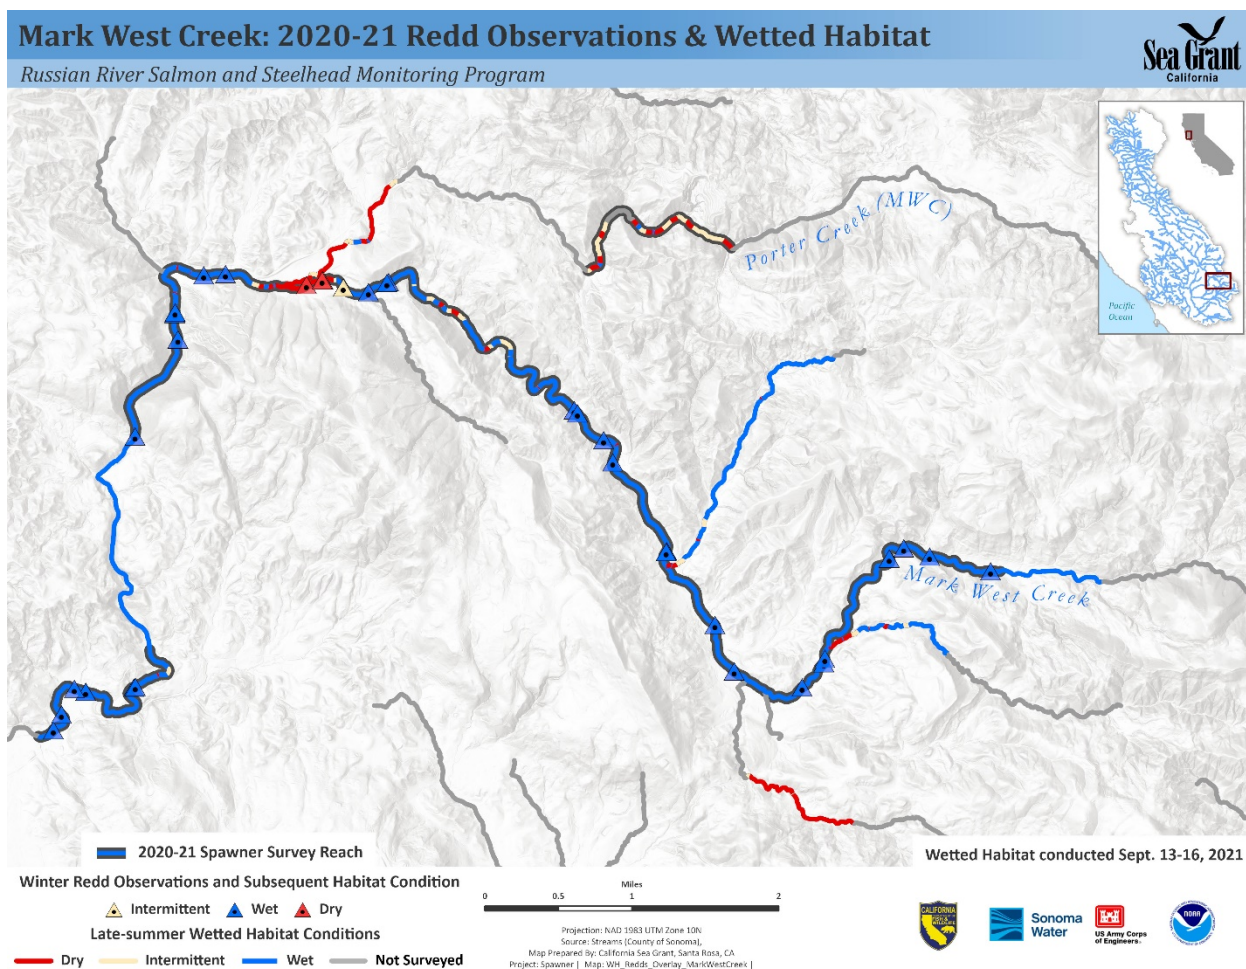 Mark West Creek: 2020-21 Redd Observations & Wetted Habitat
Russian River Salmon and Steelhead Monitoring Program
Sea Grant
California
Porter Creek (MWC)
Pacific
Ocean
Mark West Creek
2020-21 Spawner Survey Reach
Wetted Habitat conducted Sept. 13-16, 2021
Winter Redd Observations and Subsequent Habitat Condition
Intermittent Wet Dry
Late-summer Wetted Habitat Conditions
Dry Intermittent Wet Not Surveyed
Miles
0 0.5 1 2
Projection: NAD 1983 UTM Zone 10N
Source: Streams (County of Sonoma),
Map Prepared By: California Sea Grant, Santa Rosa, CA
Project: Spawner | Map: WH_Redds_Overlay_MarkWestCreek |
CALIFORNIA
Sonoma
Water
US Army Corps
of Engineers.
NOAA